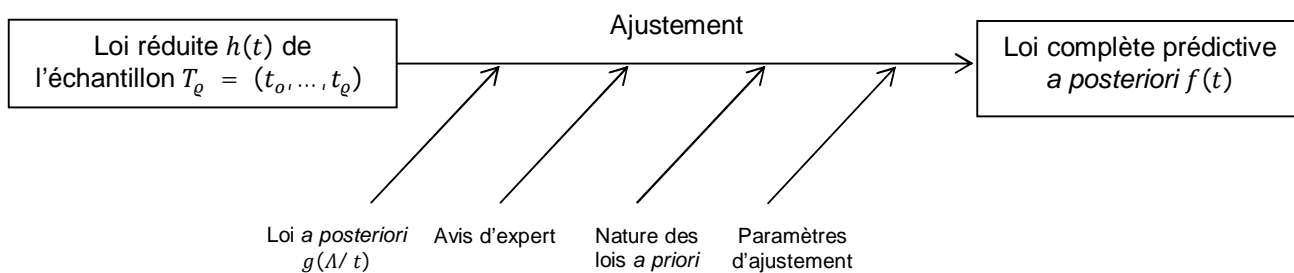 Ajustement
Loi réduite h(t) de
l'échantillon T_ϱ = (t_o, ..., t_ϱ)
Loi complète prédictive
a posteriori f(t)
Loi a posteriori
g(Λ/ t)
Avis d'expert
Nature des
lois a priori
Paramètres
d'ajustement